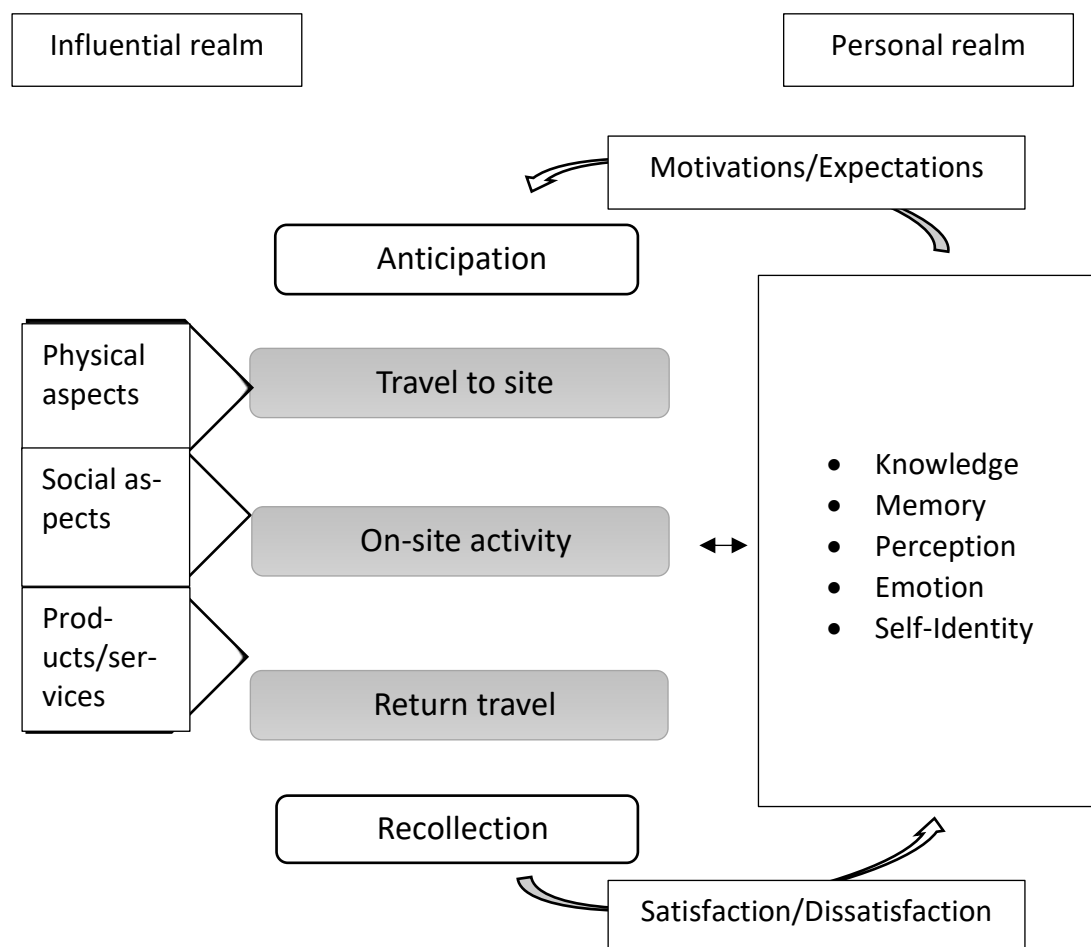 Influential realm
Personal realm
Motivations/Expectations
Anticipation
Physical
aspects
Travel to site
Social as-
pects
On-site activity
Prod-
ucts/ser-
vices
Return travel
• Knowledge
• Memory
• Perception
• Emotion
• Self-Identity
Recollection
Satisfaction/Dissatisfaction